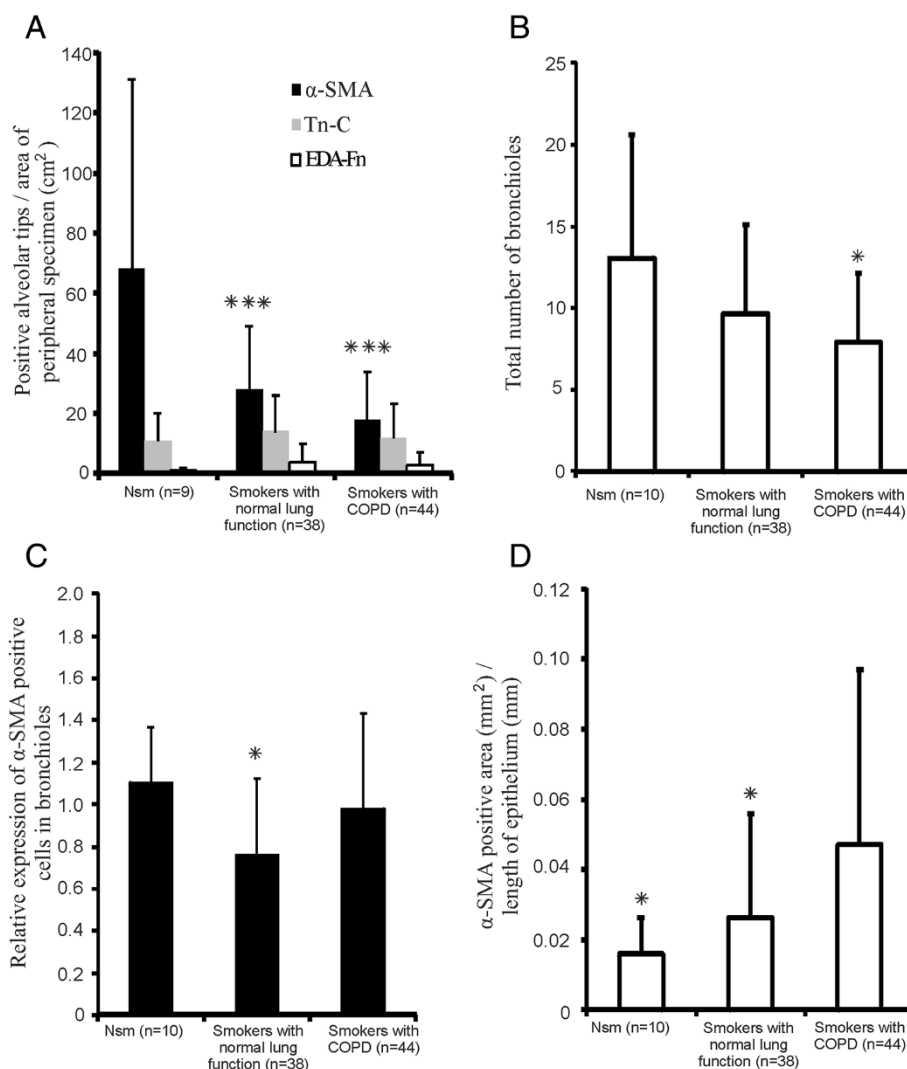 A
Positive alveolar tips / area of
peripheral specimen (cm²)
140
120
100
80
60
40
20
0
α-SMA
Tn-C
EDA-Fn
***
***
Nsm (n=9)
Smokers with
normal lung
function (n=38)
Smokers with
COPD (n=44)
B
Total number of bronchioles
25
20
15
10
5
0
*
Nsm (n=10)
Smokers with
normal lung
function (n=38)
Smokers with
COPD (n=44)
C
Relative expression of α-SMA positive
cells in bronchioles
2.0
1.8
1.6
1.4
1.2
1.0
0.8
0.6
0.4
0.2
0
*
Nsm (n=10)
Smokers with
normal lung
function (n=38)
Smokers with
COPD (n=44)
D
α-SMA positive area (mm²) /
length of epithelium (mm)
0.12
0.10
0.08
0.06
0.04
0.02
0
*
*
Nsm (n=10)
Smokers with
normal lung
function (n=38)
Smokers with
COPD (n=44)